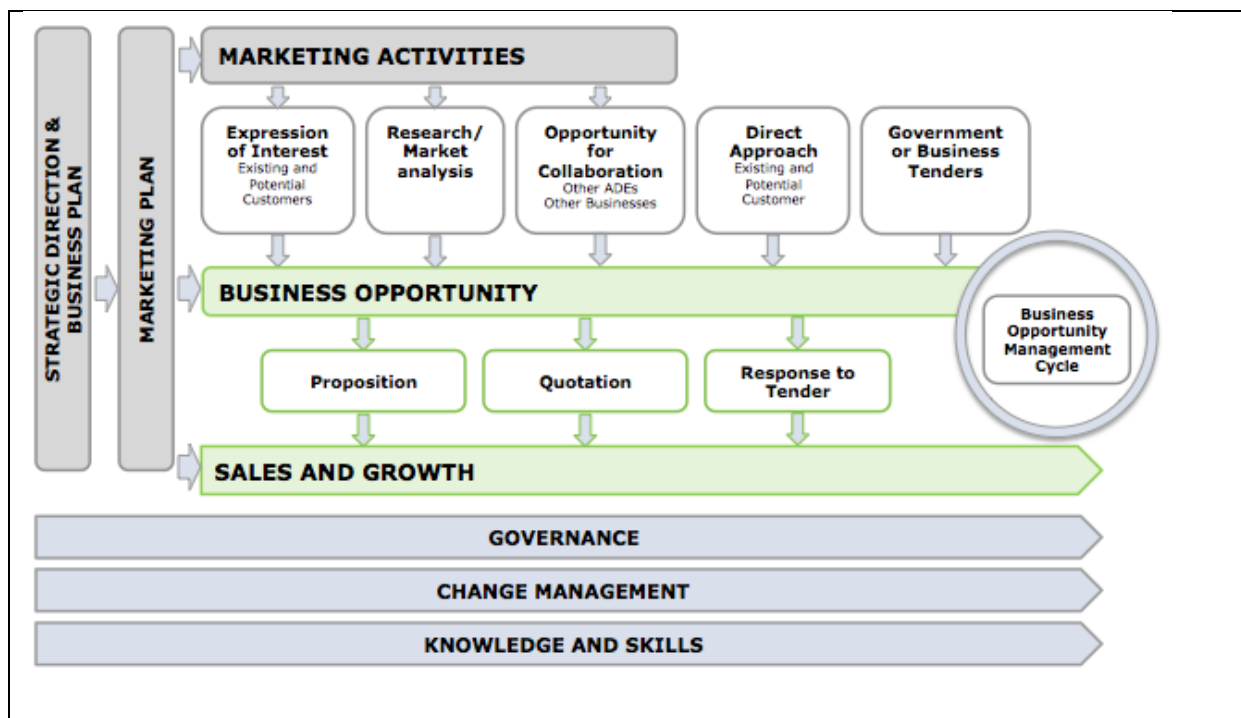 STRATEGIC DIRECTION &
BUSINESS PLAN
MARKETING PLAN
MARKETING ACTIVITIES
Expression
of Interest
Existing and
Potential
Customers
Research/
Market
analysis
Opportunity
for
Collaboration
Other ADEs
Other Businesses
Direct
Approach
Existing and
Potential
Customer
Government
or Business
Tenders
BUSINESS OPPORTUNITY
Business
Opportunity
Management
Cycle
Proposition
Quotation
Response to
Tender
SALES AND GROWTH
GOVERNANCE
CHANGE MANAGEMENT
KNOWLEDGE AND SKILLS